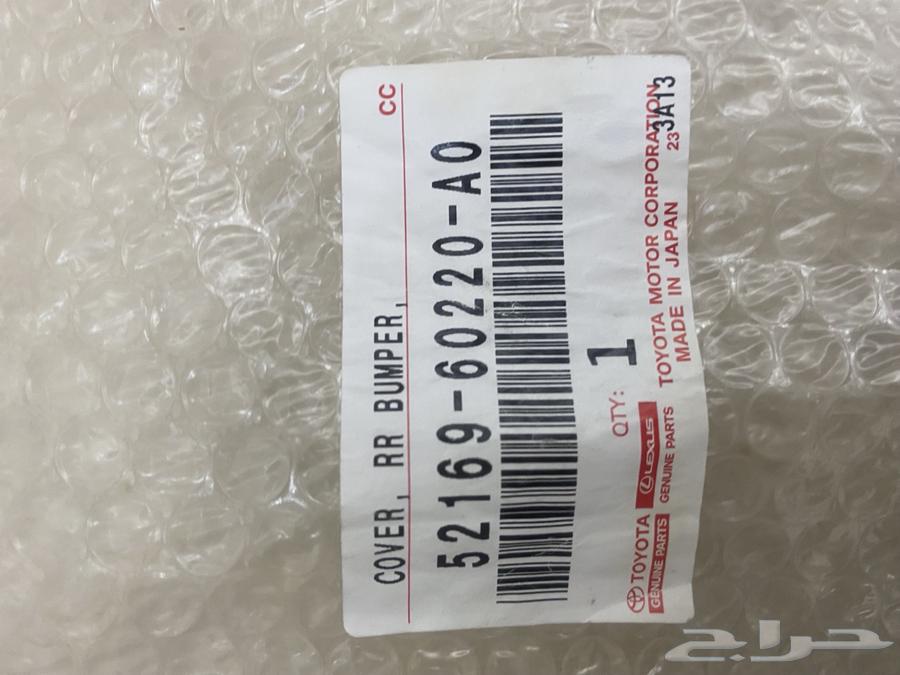 COVER, RR BUMPER, CC
52169-60220-A0
QTY: 1
TOYOTA
GENUINE PARTS
LEXUS
GENUINE PARTS
TOYOTA MOTOR CORPORATION
MADE IN JAPAN 23
3A13
حراج